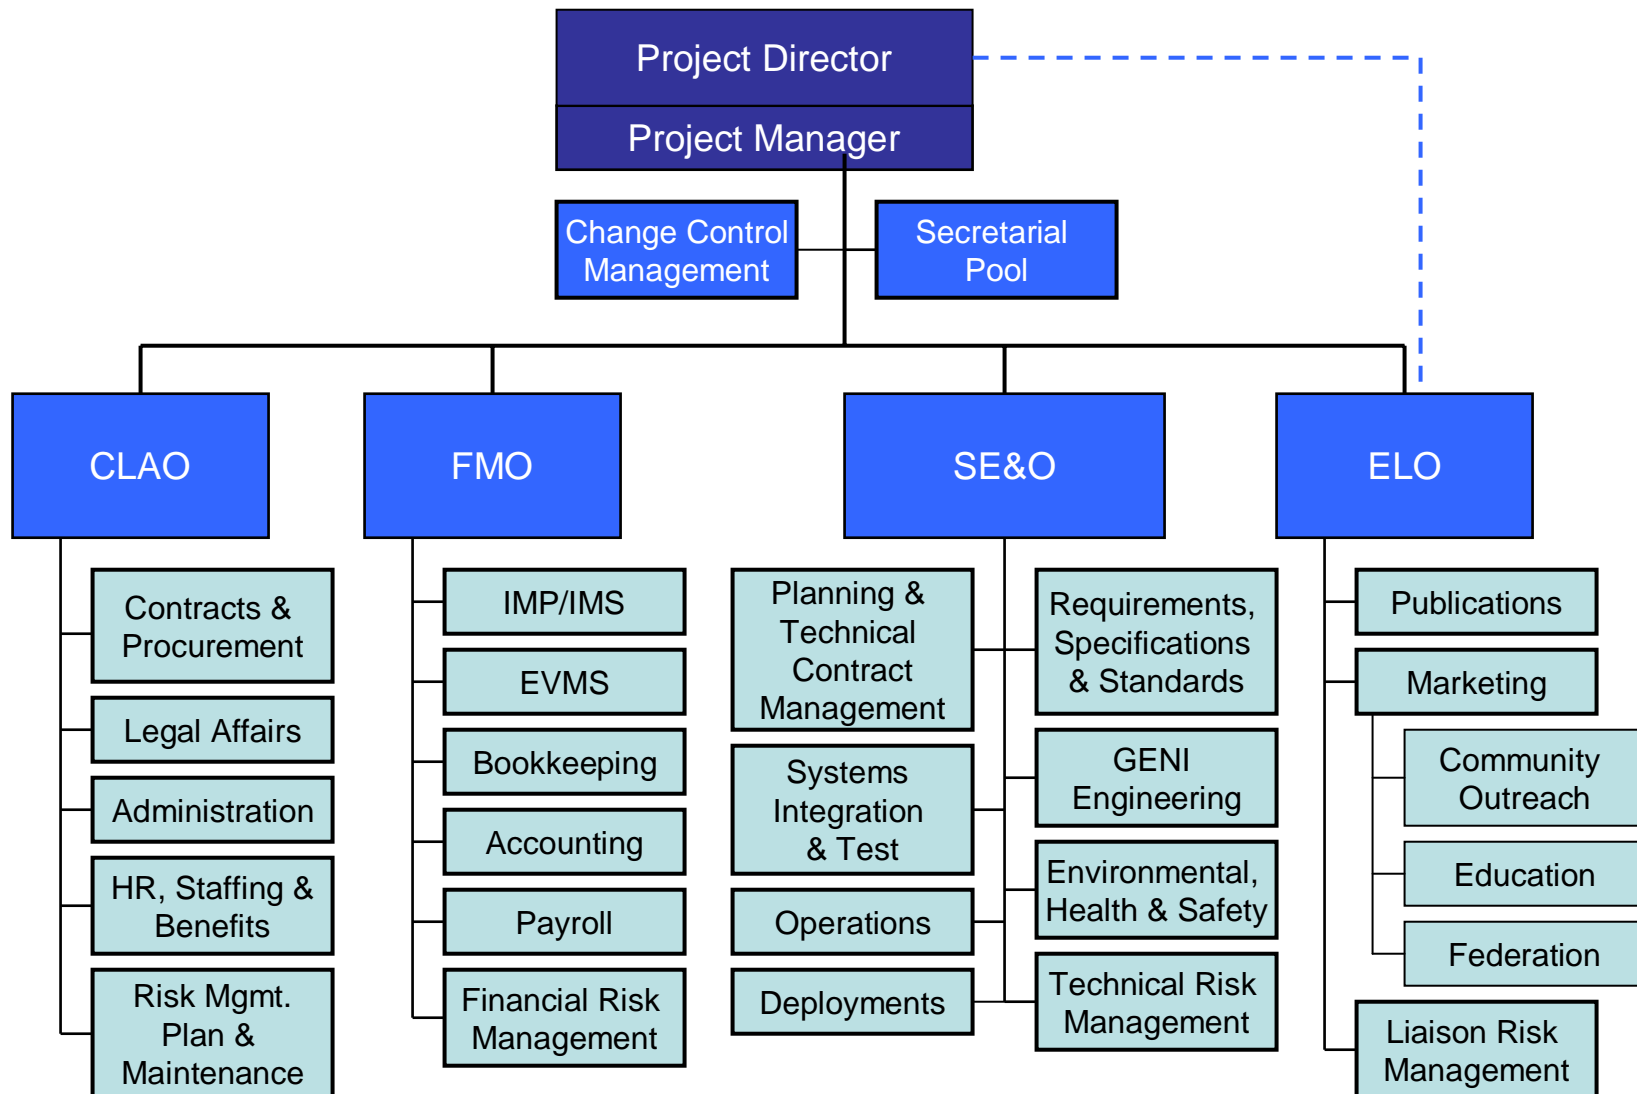 Project Director
Project Manager
Change Control
Management
Secretarial
Pool
CLAO
FMO
SE&O
ELO
Contracts &
Procurement
Legal Affairs
Administration
HR, Staffing &
Benefits
Risk Mgmt.
Plan &
Maintenance
IMP/IMS
EVMS
Bookkeeping
Accounting
Payroll
Financial Risk
Management
Planning &
Technical
Contract
Management
Systems
Integration
& Test
Operations
Deployments
Requirements,
Specifications
& Standards
GENI
Engineering
Environmental,
Health & Safety
Technical Risk
Management
Publications
Marketing
Community
Outreach
Education
Federation
Liaison Risk
Management